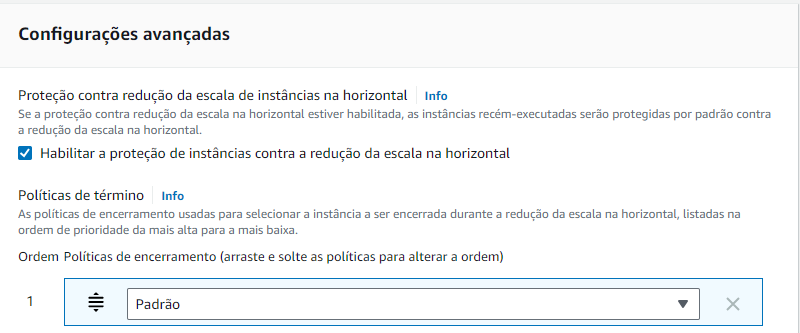 Configurações avançadas
Proteção contra redução da escala de instâncias na horizontal Info
Se a proteção contra redução da escala na horizontal estiver habilitada, as instâncias recém-executadas serão protegidas por padrão contra
a redução da escala na horizontal.
Habilitar a proteção de instâncias contra a redução da escala na horizontal
Políticas de término Info
As políticas de encerramento usadas para selecionar a instância a ser encerrada durante a redução da escala na horizontal, listadas na
ordem de prioridade da mais alta para a mais baixa.
Ordem Políticas de encerramento (arraste e solte as políticas para alterar a ordem)
1 Padrão